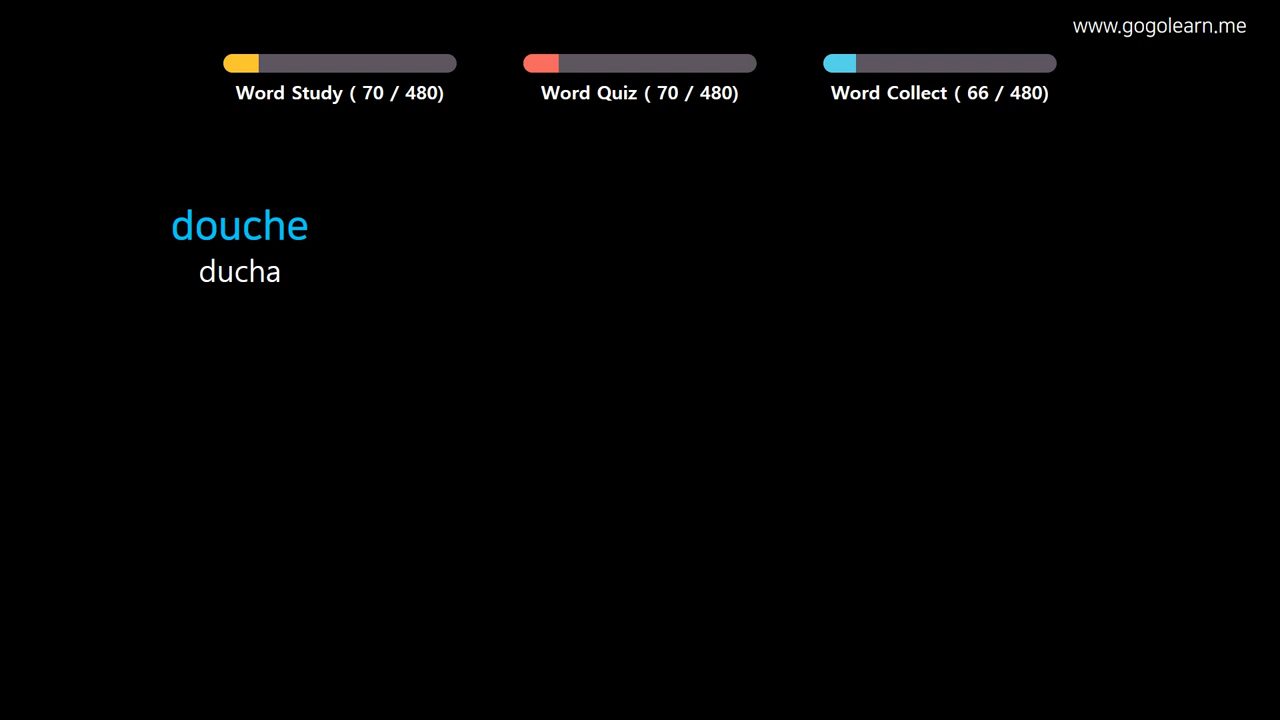 www.gogolearn.me
Word Study ( 70 / 480)
Word Quiz ( 70 / 480)
Word Collect ( 66 / 480)
douche
ducha